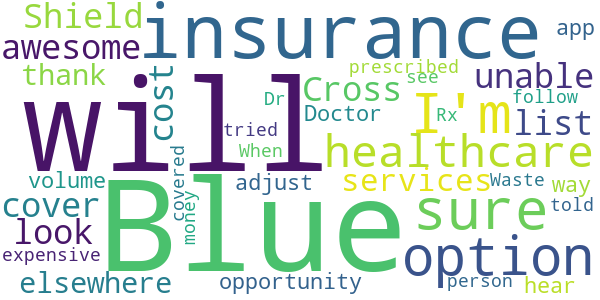 Shield insurance app
awesome
thank cost prescribed see unable
will Dr Cross Doctor I'm follow list
tried Rx
When healthcare
volume covered adjust services Waste way
cover Blue money sure told
look option
expensive
elsewhere opportunity person hear